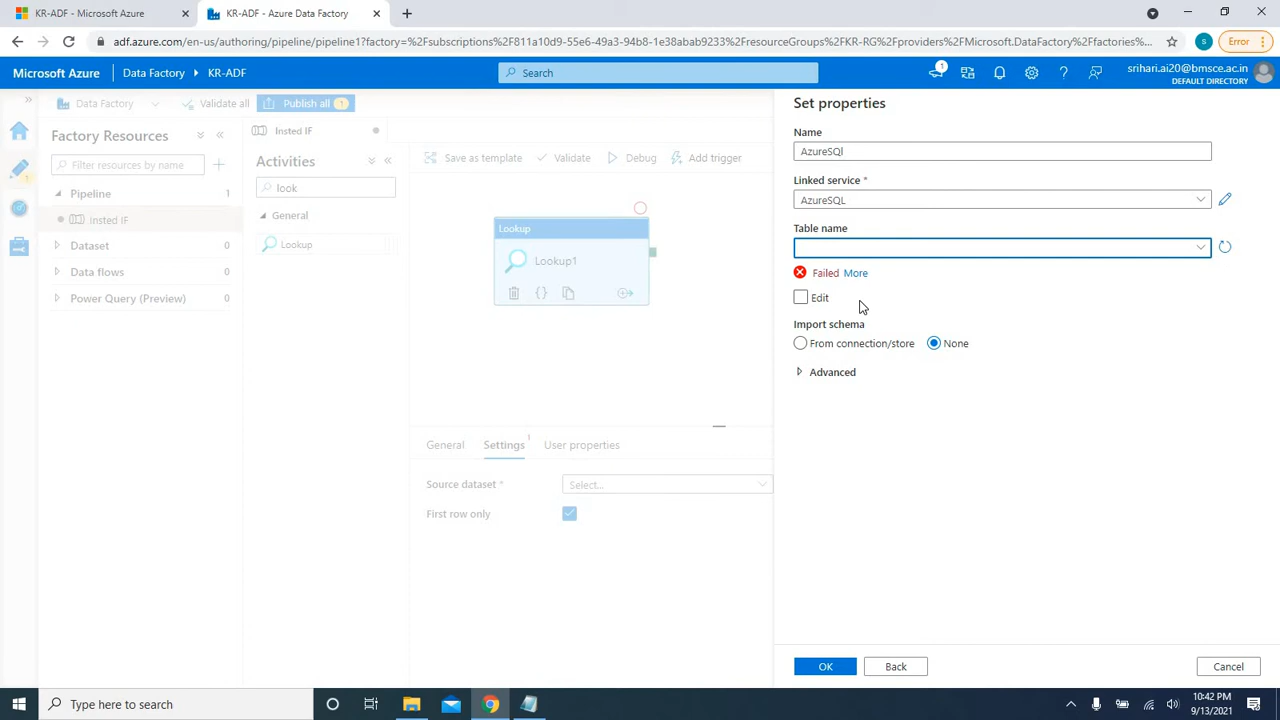 KR-ADF - Microsoft Azure
KR-ADF - Azure Data Factory
adf.azure.com/en-us/authoring/pipeline/pipeline1?factory=%2Fsubscriptions%2F811e3f20-55e6-49a3-94b8-1e38abab9233%2FresourceGroups%2FKR-RG%2Fproviders%2FMicrosoft.DataFactory%2Ffactories%...
s
Error
Microsoft Azure
Data Factory
KR-ADF
Search
1
srihari.ai20@bmsce.ac.in
DEFAULT DIRECTORY
Data Factory
Validate all
Publish all
1
Factory Resources
Filter resources by name
Pipeline
1
insted IF
Dataset
0
Data flows
0
Power Query (Preview)
0
Insted IF
Activities
look
General
Lookup
Save as template
Validate
Debug
Add trigger
Lookup
Lookup1
General
Settings
1
User properties
Source dataset *
Select...
First row only
Set properties
Name
AzureSQl
Linked service *
AzureSQL
Table name
Failed More
Edit
Import schema
From connection/store
None
Advanced
OK
Back
Cancel
Type here to search
10:42 PM
9/13/2021